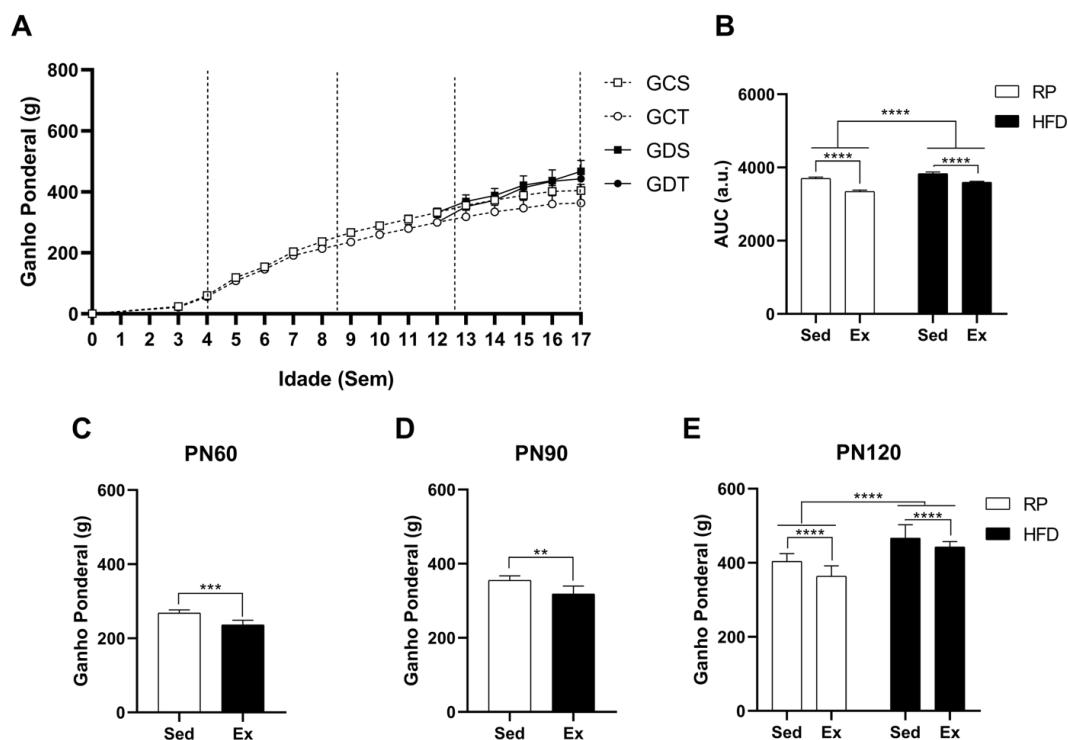 A
Ganho Ponderal (g)
800
600
400
200
0
0 1 2 3 4 5 6 7 8 9 10 11 12 13 14 15 16 17
Idade (Sem)
GCS
GCT
GDS
GDT
B
AUC (a.u.)
6000
4000
2000
0
****
**** ****
Sed Ex Sed Ex
RP
HFD
C
PN60
Ganho Ponderal (g)
600
400
200
0
***
Sed Ex
D
PN90
Ganho Ponderal (g)
600
400
200
0
**
Sed Ex
E
PN120
Ganho Ponderal (g)
600
400
200
0
****
**** ****
Sed Ex Sed Ex
RP
HFD